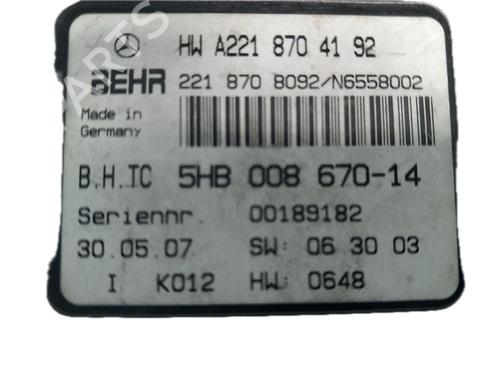 HW A221 870 41 92
BEHR 221 870 8092/N6558002
Made in
Germany
B.H.TC 5HB 008 670-14
Seriennr. 00189182
30.05.07 SW: 06 30 03
I K012 HW: 0648